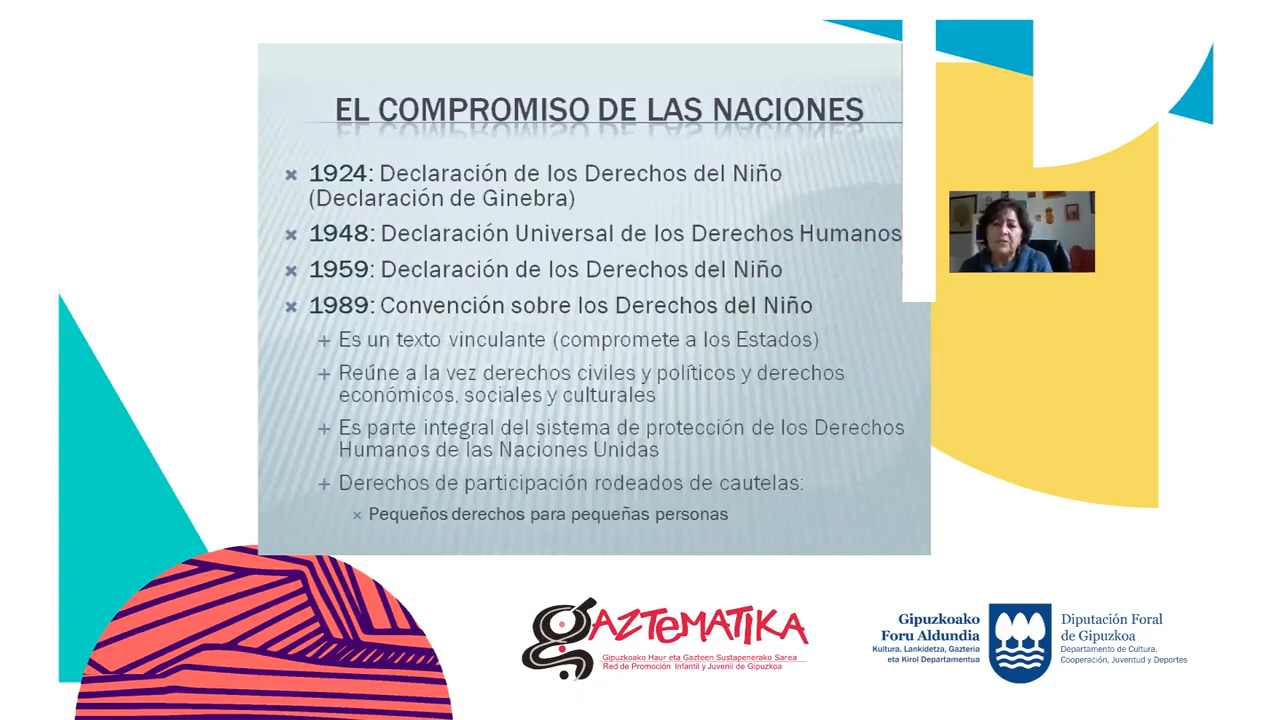 EL COMPROMISO DE LAS NACIONES
1924: Declaración de los Derechos del Niño
(Declaración de Ginebra)
1948: Declaración Universal de los Derechos Humanos
1959: Declaración de los Derechos del Niño
1989: Convención sobre los Derechos del Niño
Es un texto vinculante (compromete a los Estados)
Reúne a la vez derechos civiles y políticos y derechos
económicos, sociales y culturales
Es parte integral del sistema de protección de los Derechos
Humanos de las Naciones Unidas
Derechos de participación rodeados de cautelas:
Pequeños derechos para pequeñas personas
gAZTeMATIKA
Gipuzkoako Haur eta Gazteen Sustapenerako Sarea
Red de Promoción Infantil y Juvenil de Gipuzkoa
Gipuzkoako
Foru Aldundia
Kultura, Lankidetza, Gazteria
eta Kirol Departamentua
Diputación Foral
de Gipuzkoa
Departamento de Cultura,
Cooperación, Juventud y Deportes